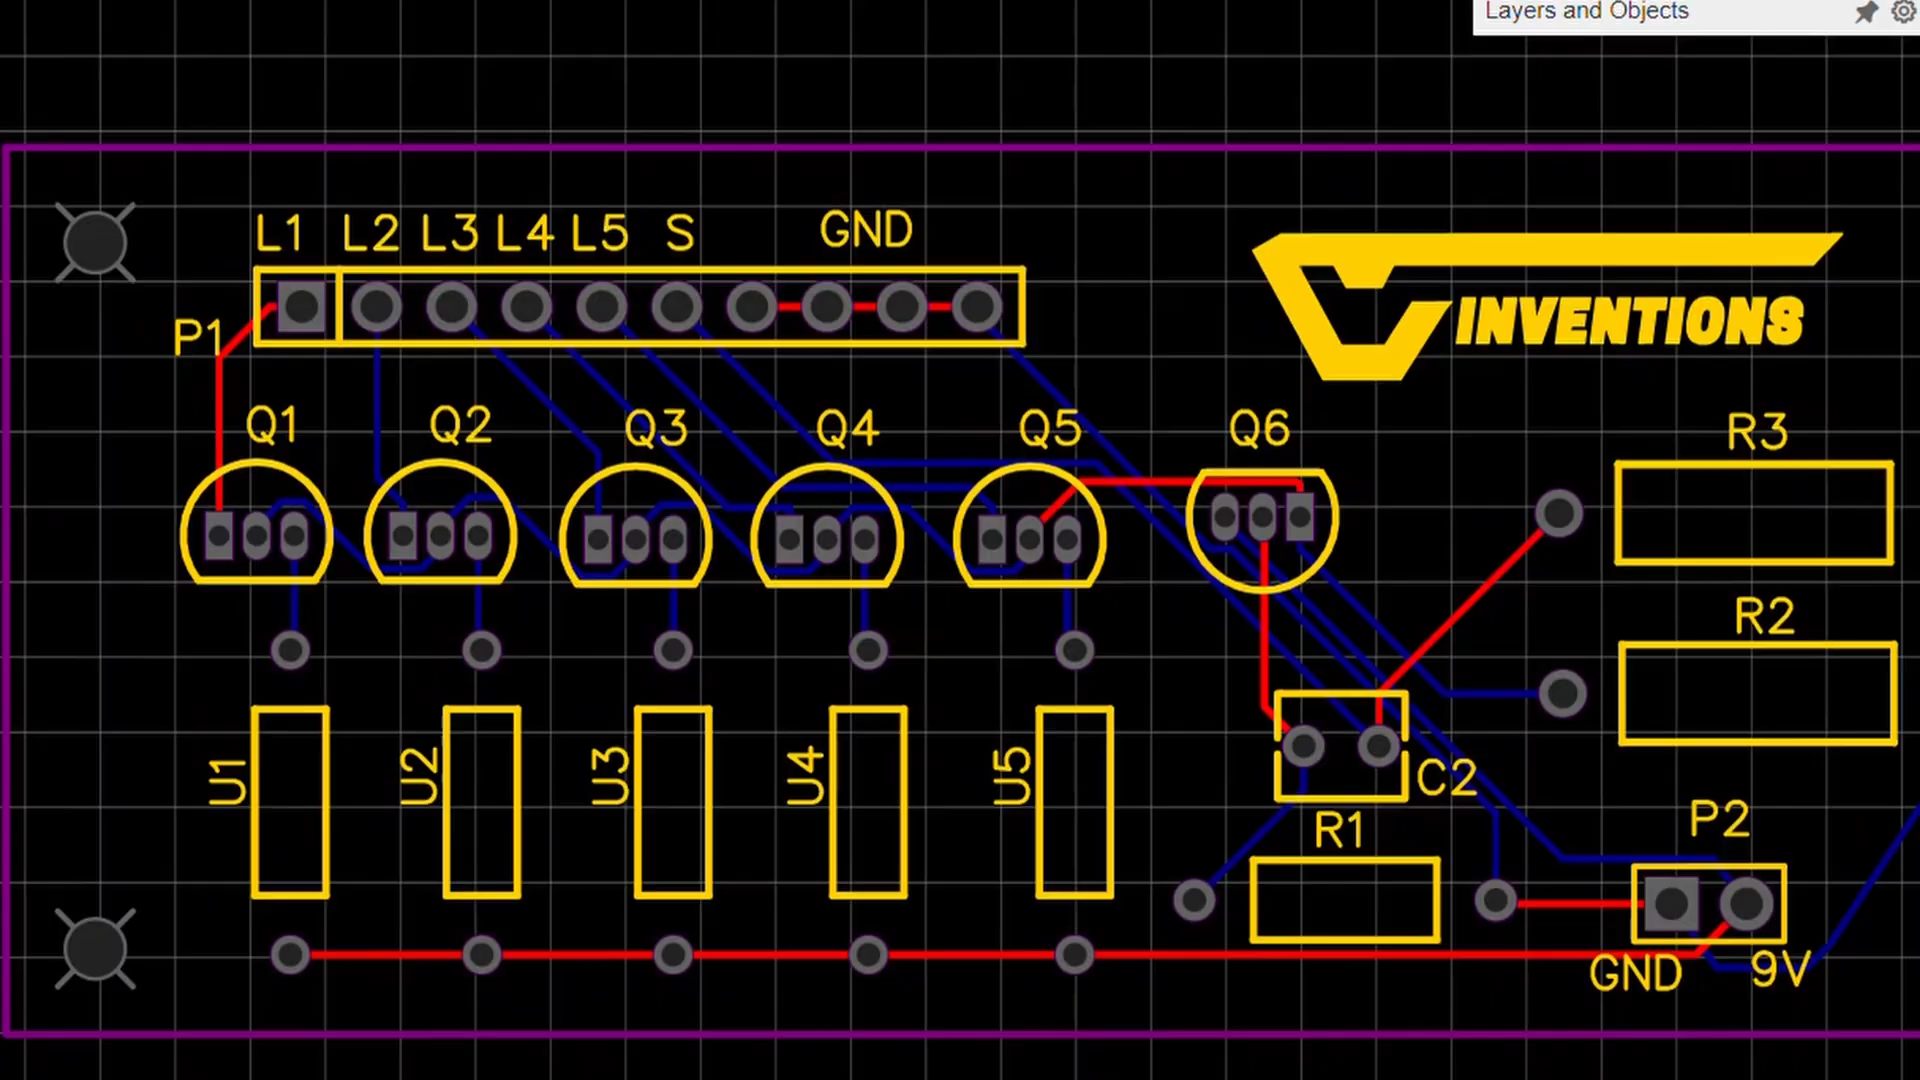 Layers and Objects
L1 L2 L3 L4 L5 S GND
P1
INVENTIONS
Q1 Q2 Q3 Q4 Q5 Q6 R3
R2
U1 U2 U3 U4 U5 C2
R1 P2
GND 9V